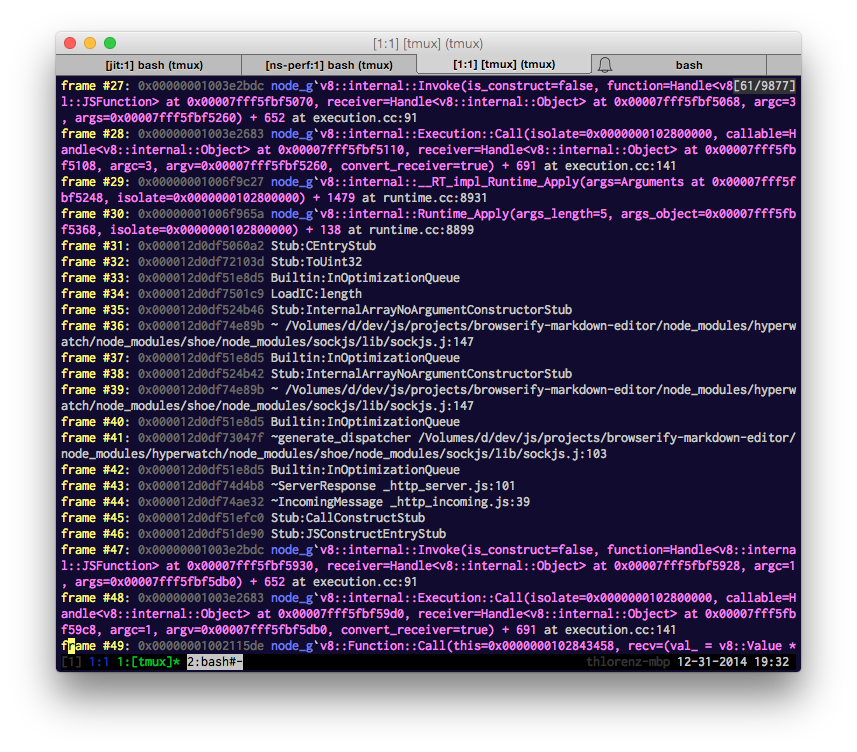 [1:1] [tmux] (tmux)
[jit:1] bash (tmux) [ns-perf:1] bash (tmux) [1:1] [tmux] (tmux) bash
frame #27: 0x00000001003e2bdc node_g`v8::internal::Invoke(is_construct=false, function=Handle<v8[61/9877]
l::JSFunction> at 0x00007fff5fbf5070, receiver=Handle<v8::internal::Object> at 0x00007fff5fbf5068, argc=3
, args=0x00007fff5fbf5260) + 652 at execution.cc:91
frame #28: 0x00000001003e2683 node_g`v8::internal::Execution::Call(isolate=0x0000000102800000, callable=H
andle<v8::internal::Object> at 0x00007fff5fbf5110, receiver=Handle<v8::internal::Object> at 0x00007fff5fb
f5108, argc=3, argv=0x00007fff5fbf5260, convert_receiver=true) + 691 at execution.cc:141
frame #29: 0x00000001006f9c27 node_g`v8::internal::__RT_impl_Runtime_Apply(args=Arguments at 0x00007fff5f
bf5248, isolate=0x0000000102800000) + 1479 at runtime.cc:8931
frame #30: 0x00000001006f965a node_g`v8::internal::Runtime_Apply(args_length=5, args_object=0x00007fff5fb
f5368, isolate=0x0000000102800000) + 138 at runtime.cc:8899
frame #31: 0x000012d0df5060a2 Stub:CEntryStub
frame #32: 0x000012d0df72103d Stub:ToUint32
frame #33: 0x000012d0df51e8d5 Builtin:InOptimizationQueue
frame #34: 0x000012d0df7501c9 LoadIC:length
frame #35: 0x000012d0df524b46 Stub:InternalArrayNoArgumentConstructorStub
frame #36: 0x000012d0df74e89b ~ /Volumes/d/dev/js/projects/browserify-markdown-editor/node_modules/hyperw
atch/node_modules/shoe/node_modules/sockjs/lib/sockjs.j:147
frame #37: 0x000012d0df51e8d5 Builtin:InOptimizationQueue
frame #38: 0x000012d0df524b42 Stub:InternalArrayNoArgumentConstructorStub
frame #39: 0x000012d0df74e89b ~ /Volumes/d/dev/js/projects/browserify-markdown-editor/node_modules/hyperw
atch/node_modules/shoe/node_modules/sockjs/lib/sockjs.j:147
frame #40: 0x000012d0df51e8d5 Builtin:InOptimizationQueue
frame #41: 0x000012d0df73047f ~generate_dispatcher /Volumes/d/dev/js/projects/browserify-markdown-editor/
node_modules/hyperwatch/node_modules/shoe/node_modules/sockjs/lib/sockjs.j:103
frame #42: 0x000012d0df51e8d5 Builtin:InOptimizationQueue
frame #43: 0x000012d0df74d4b8 ~ServerResponse _http_server.js:101
frame #44: 0x000012d0df74ae32 ~IncomingMessage _http_incoming.js:39
frame #45: 0x000012d0df51efc0 Stub:CallConstructStub
frame #46: 0x000012d0df51de90 Stub:JSConstructEntryStub
frame #47: 0x00000001003e2bdc node_g`v8::internal::Invoke(is_construct=false, function=Handle<v8::interna
l::JSFunction> at 0x00007fff5fbf5930, receiver=Handle<v8::internal::Object> at 0x00007fff5fbf5928, argc=1
, args=0x00007fff5fbf5db0) + 652 at execution.cc:91
frame #48: 0x00000001003e2683 node_g`v8::internal::Execution::Call(isolate=0x0000000102800000, callable=H
andle<v8::internal::Object> at 0x00007fff5fbf59d0, receiver=Handle<v8::internal::Object> at 0x00007fff5fb
f59c8, argc=1, argv=0x00007fff5fbf5db0, convert_receiver=true) + 691 at execution.cc:141
frame #49: 0x00000001002115de node_g`v8::Function::Call(this=0x0000000102843458, recv=(val_ = v8::Value *
[1] 1:1 1:[tmux]* 2:bash#- thlorenz-mbp 12-31-2014 19:32